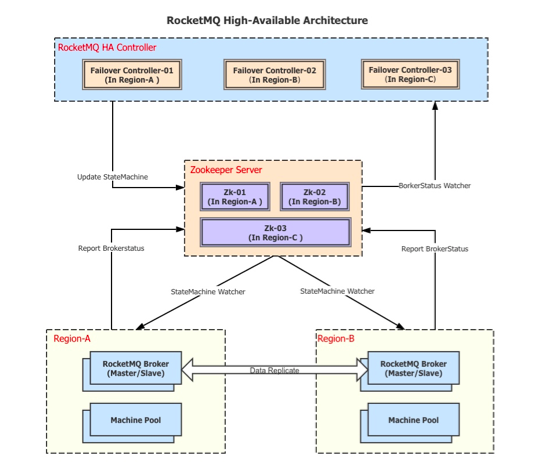 RocketMQ High-Available Architecture
RocketMQ HA Controller
Failover Controller-01
(In Region-A )
Failover Controller-02
(In Region-B)
Failover Controller-03
(In Region-C)
Update StateMachine
Zookeeper Server
BorkerStatus Watcher
Zk-01
(In Region-A )
Zk-02
(In Region-B)
Zk-03
(In Region-C )
Report Brokerstatus
Report BrokerStatus
StateMachine Watcher
StateMachine Watcher
Region-A
RocketMQ Broker
(Master/Slave)
Machine Pool
Data Replicate
Region-B
RocketMQ Broker
(Master/Slave)
Machine Pool